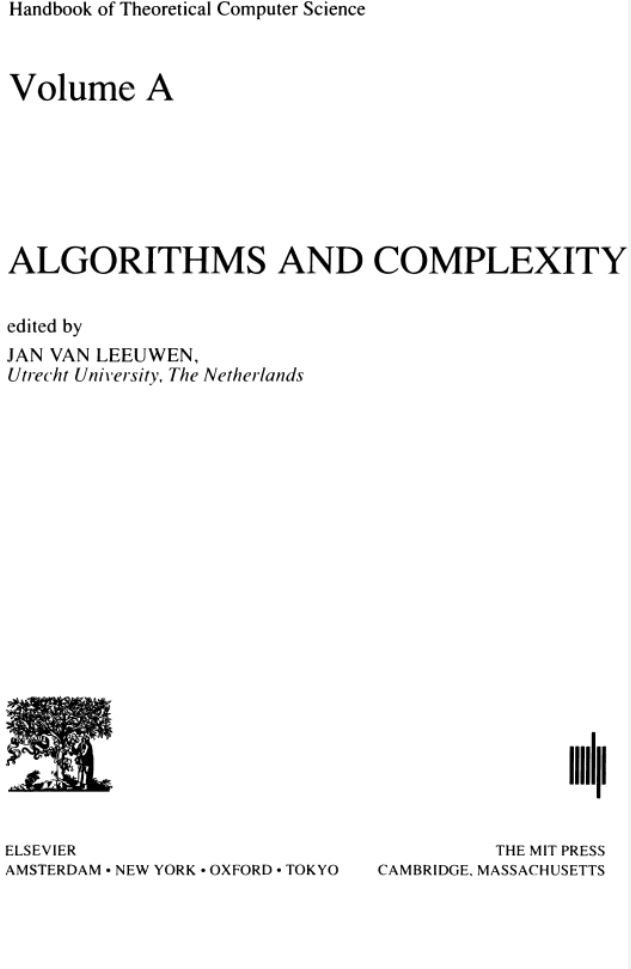 Handbook of Theoretical Computer Science
Volume A
ALGORITHMS AND COMPLEXITY
edited by
JAN VAN LEEUWEN,
Utrecht University, The Netherlands
ELSEVIER
AMSTERDAM • NEW YORK • OXFORD • TOKYO
THE MIT PRESS
CAMBRIDGE, MASSACHUSETTS